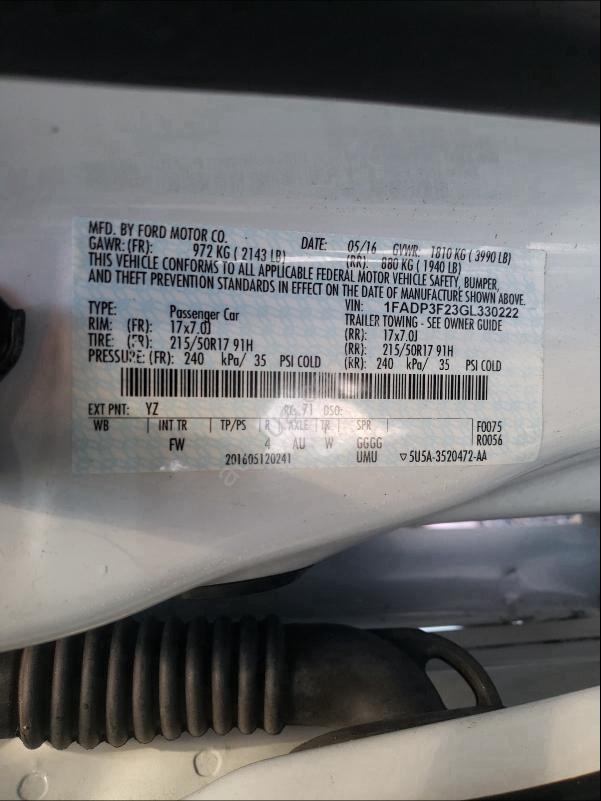 MFD. BY FORD MOTOR CO. DATE: 05/16 GVWR: 1810 KG ( 3990 LB)
GAWR: (FR): 972 KG ( 2143 LB) (RR): 880 KG ( 1940 LB)
THIS VEHICLE CONFORMS TO ALL APPLICABLE FEDERAL MOTOR VEHICLE SAFETY, BUMPER,
AND THEFT PREVENTION STANDARDS IN EFFECT ON THE DATE OF MANUFACTURE SHOWN ABOVE.
VIN: 1FADP3F23GL330222
TYPE: Passenger Car TRAILER TOWING - SEE OWNER GUIDE
RIM: (FR): 17x7.0J (RR): 17x7.0J
TIRE: (FR): 215/50R17 91H (RR): 215/50R17 91H
PRESSURE: (FR): 240 kPa/ 35 PSI COLD (RR): 240 kPa/ 35 PSI COLD
EXT PNT: YZ RC: 71 DSO:
WB INT TR TP/PS R AXLE TR SPR F0075
FW 4 AU W GGGG R0056
201605120241 UMU ▽ 5U5A-3520472-AA